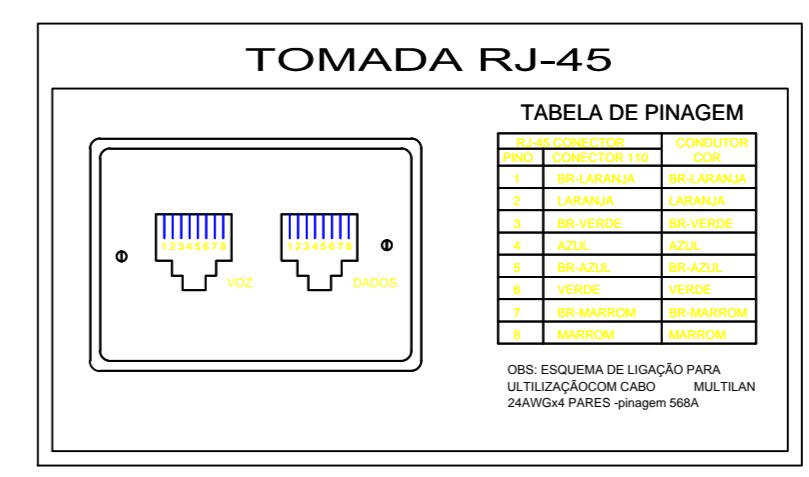 TOMADA RJ-45
12345678
VOZ
12345678
DADOS
TABELA DE PINAGEM
RJ-45 CONECTOR CONDUTOR
PINO CONECTOR 110 COR
1 BR-LARANJA BR-LARANJA
2 LARANJA LARANJA
3 BR-VERDE BR-VERDE
4 AZUL AZUL
5 BR-AZUL BR-AZUL
6 VERDE VERDE
7 BR-MARROM BR-MARROM
8 MARROM MARROM
OBS: ESQUEMA DE LIGAÇÃO PARA
ULTILIZAÇÃOCOM CABO MULTILAN
24AWGx4 PARES -pinagem 568A